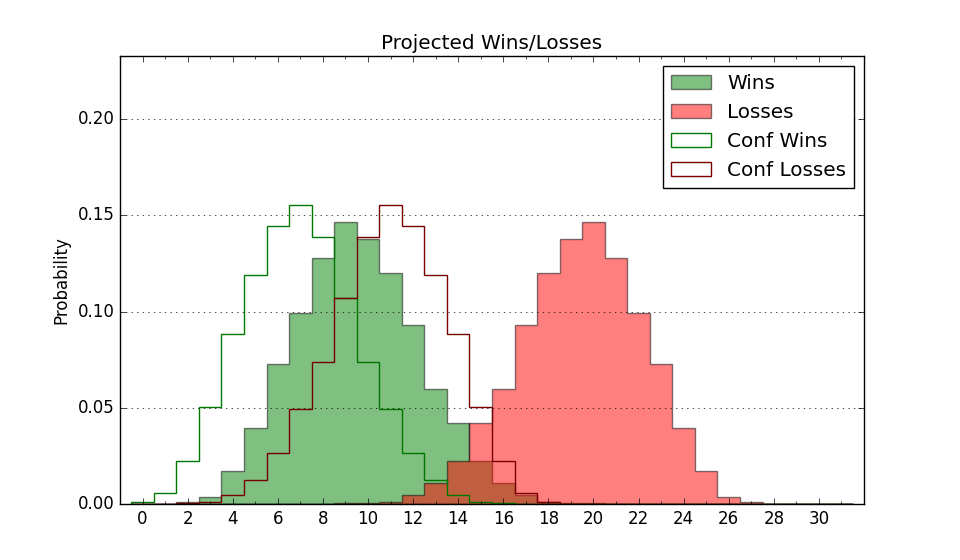 Projected Wins/Losses
Wins
Losses
Conf Wins
Conf Losses
Probability
0.20
0.15
0.10
0.05
0.00
0 2 4 6 8 10 12 14 16 18 20 22 24 26 28 30